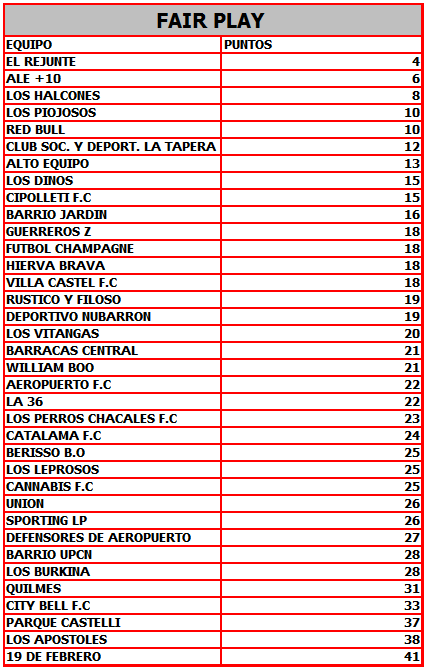 FAIR PLAY
EQUIPO PUNTOS
EL REJUNTE 4
ALE +10 6
LOS HALCONES 8
LOS PIOJOSOS 10
RED BULL 10
CLUB SOC. Y DEPORT. LA TAPERA 12
ALTO EQUIPO 13
LOS DINOS 15
CIPOLLETI F.C 15
BARRIO JARDIN 16
GUERREROS Z 18
FUTBOL CHAMPAGNE 18
HIERVA BRAVA 18
VILLA CASTEL F.C 18
RUSTICO Y FILOSO 19
DEPORTIVO NUBARRON 19
LOS VITANGAS 20
BARRACAS CENTRAL 21
WILLIAM BOO 21
AEROPUERTO F.C 22
LA 36 22
LOS PERROS CHACALES F.C 23
CATALAMA F.C 24
BERISSO B.O 25
LOS LEPROSOS 25
CANNABIS F.C 25
UNION 26
SPORTING LP 26
DEFENSORES DE AEROPUERTO 27
BARRIO UPCN 28
LOS BURKINA 28
QUILMES 31
CITY BELL F.C 33
PARQUE CASTELLI 37
LOS APOSTOLES 38
19 DE FEBRERO 41